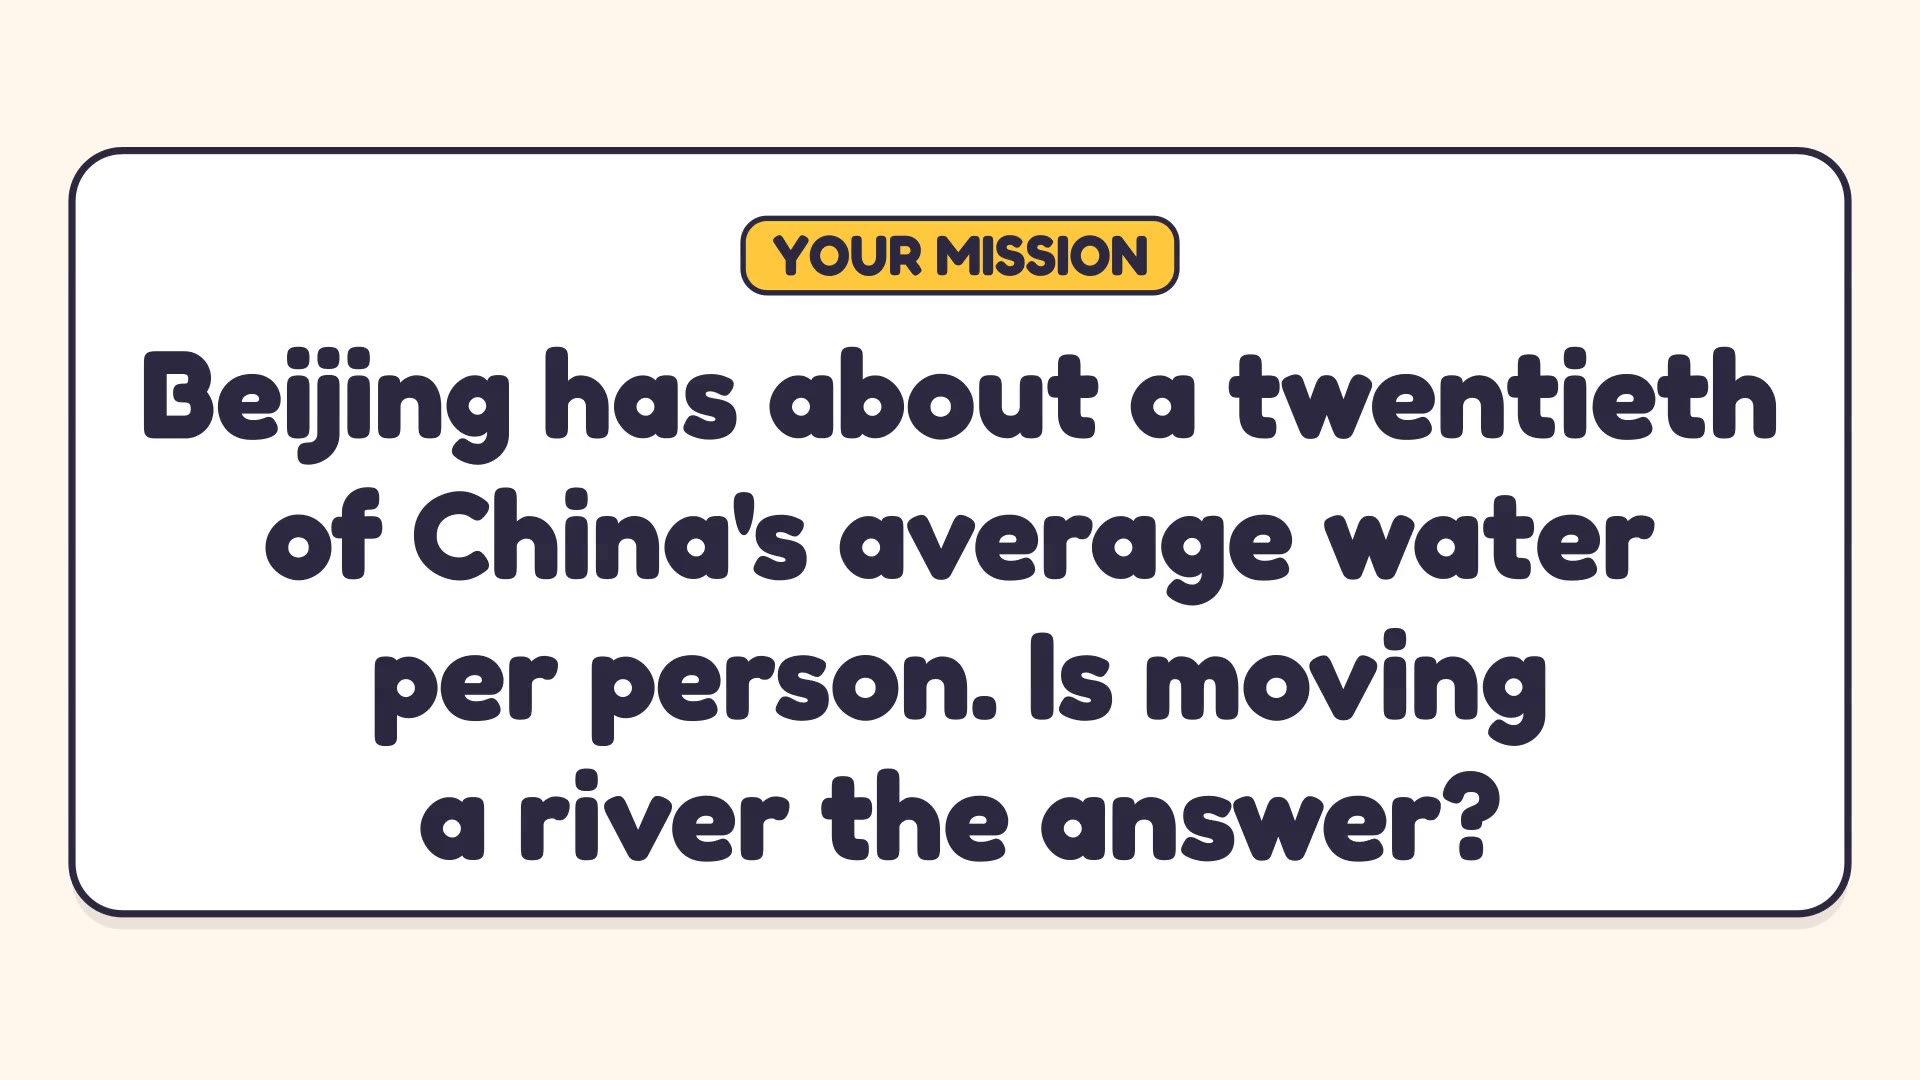 YOUR MISSION
Beijing has about a twentieth
of China's average water
per person. Is moving
a river the answer?